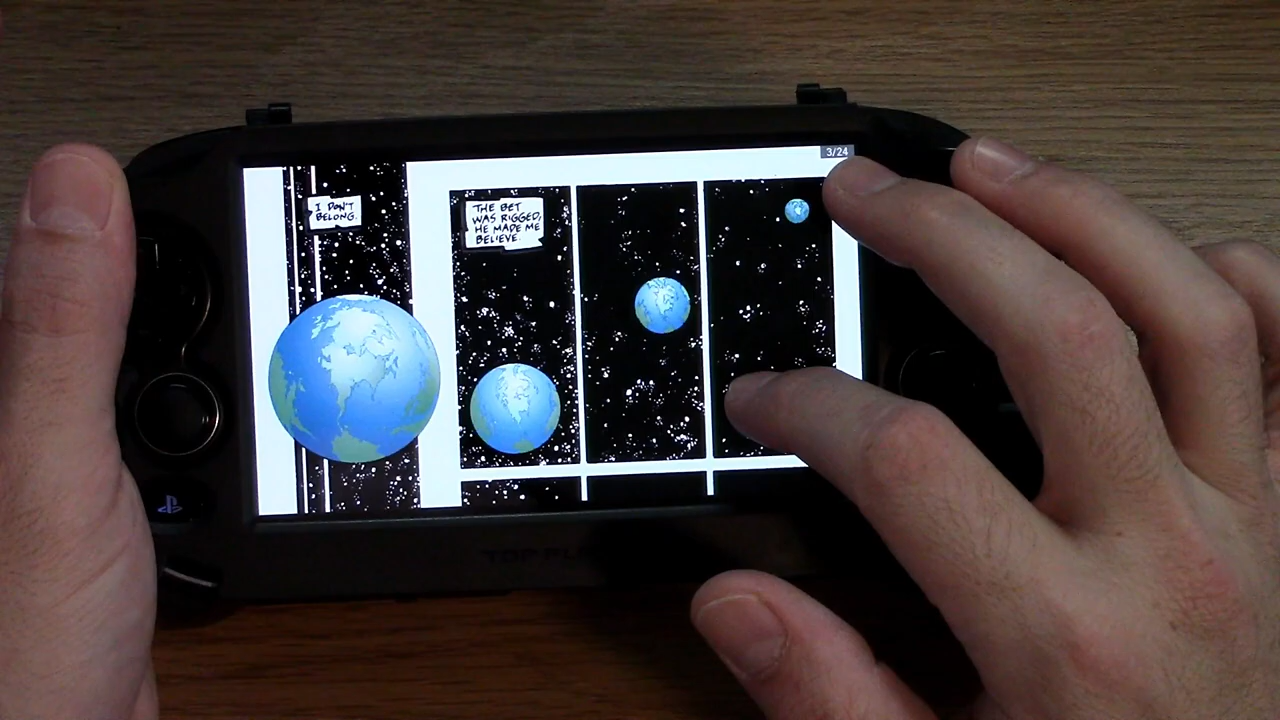 3/24
I DON'T
BELONG.
THE BET
WAS RIGGED,
HE MADE ME
BELIEVE.